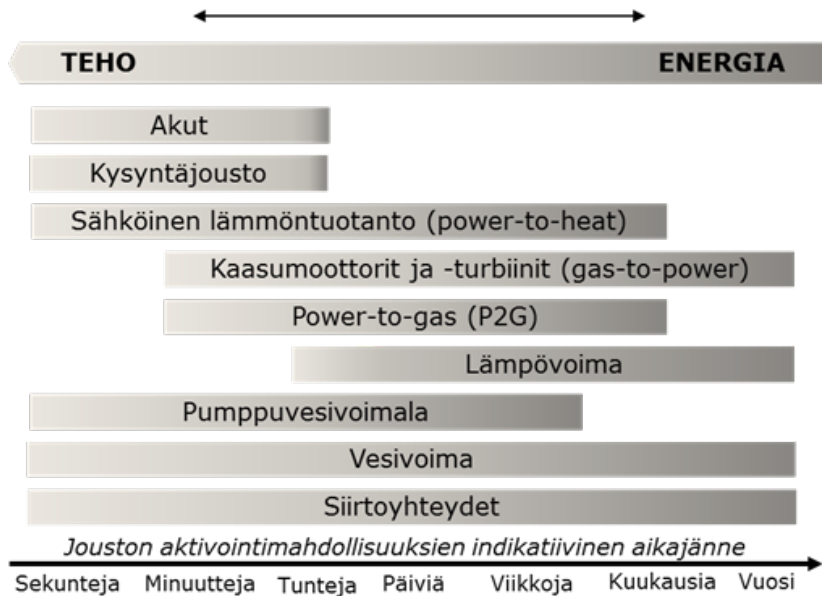 TEHO ENERGIA
Akut
Kysyntäjousto
Sähköinen lämmöntuotanto (power-to-heat)
Kaasumoottorit ja -turbiinit (gas-to-power)
Power-to-gas (P2G)
Lämpövoima
Pumppuvesivoimala
Vesivoima
Siirtoyhteydet
Jouston aktivointimahdollisuuksien indikatiivinen aikajänne
Sekunteja Minuutteja Tunteja Päiviä Viikkoja Kuukausia Vuosi